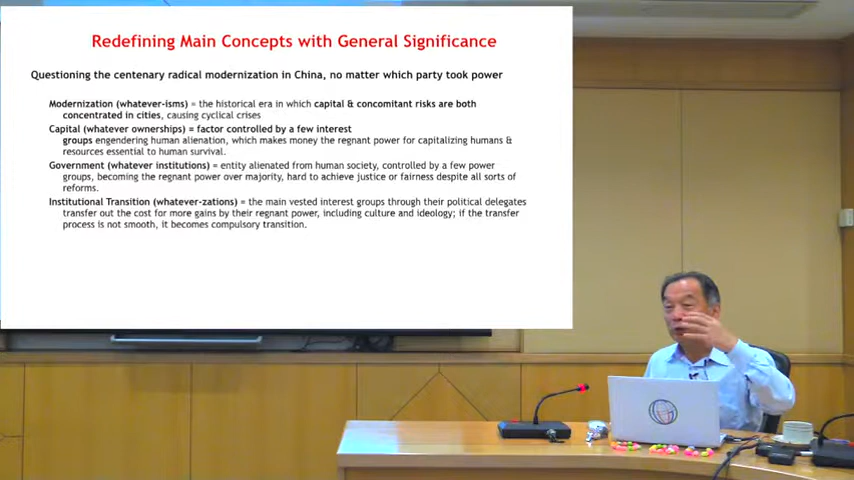 Redefining Main Concepts with General Significance
Questioning the centenary radical modernization in China, no matter which party took power
Modernization (whatever-isms) = the historical era in which capital & concomitant risks are both
concentrated in cities, causing cyclical crises
Capital (whatever ownerships) = factor controlled by a few interest
groups engendering human alienation, which makes money the regnant power for capitalizing humans &
resources essential to human survival.
Government (whatever institutions) = entity alienated from human society, controlled by a few power
groups, becoming the regnant power over majority, hard to achieve justice or fairness despite all sorts of
reforms.
Institutional Transition (whatever-zations) = the main vested interest groups through their political delegates
transfer out the cost for more gains by their regnant power, including culture and ideology; if the transfer
process is not smooth, it becomes compulsory transition.